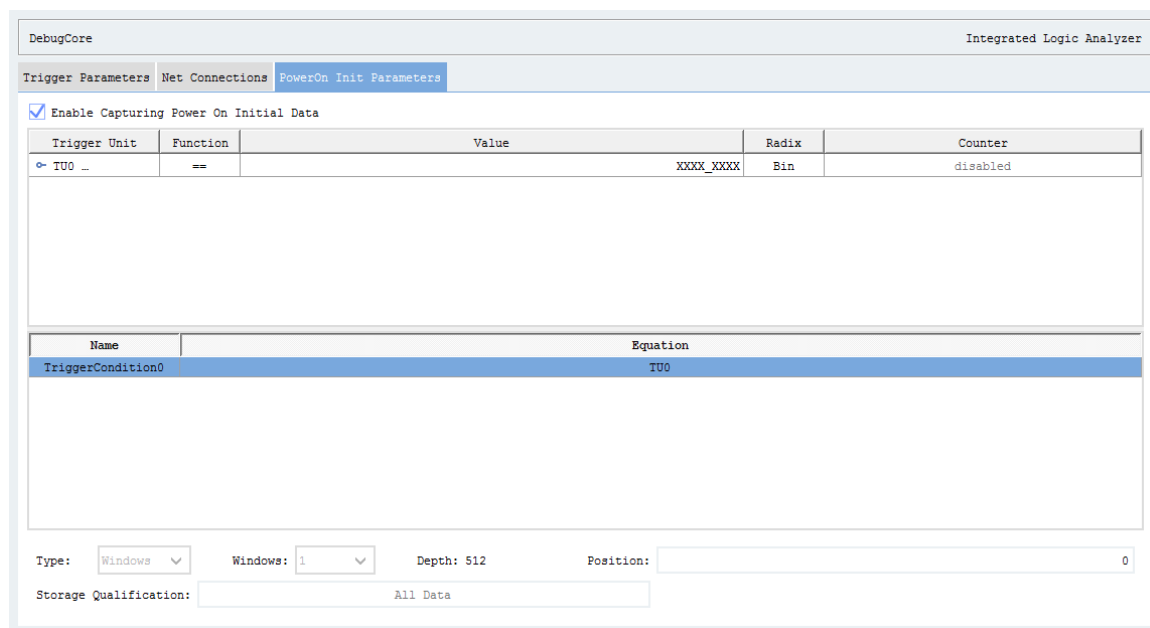 DebugCore Integrated Logic Analyzer
Trigger Parameters Net Connections PowerOn Init Parameters
Enable Capturing Power On Initial Data
Trigger Unit Function Value Radix Counter
TU0 … == XXXX_XXXX Bin disabled
Name Equation
TriggerCondition0 TU0
Type: Windows Windows: 1 Depth: 512 Position: 0
Storage Qualification: All Data